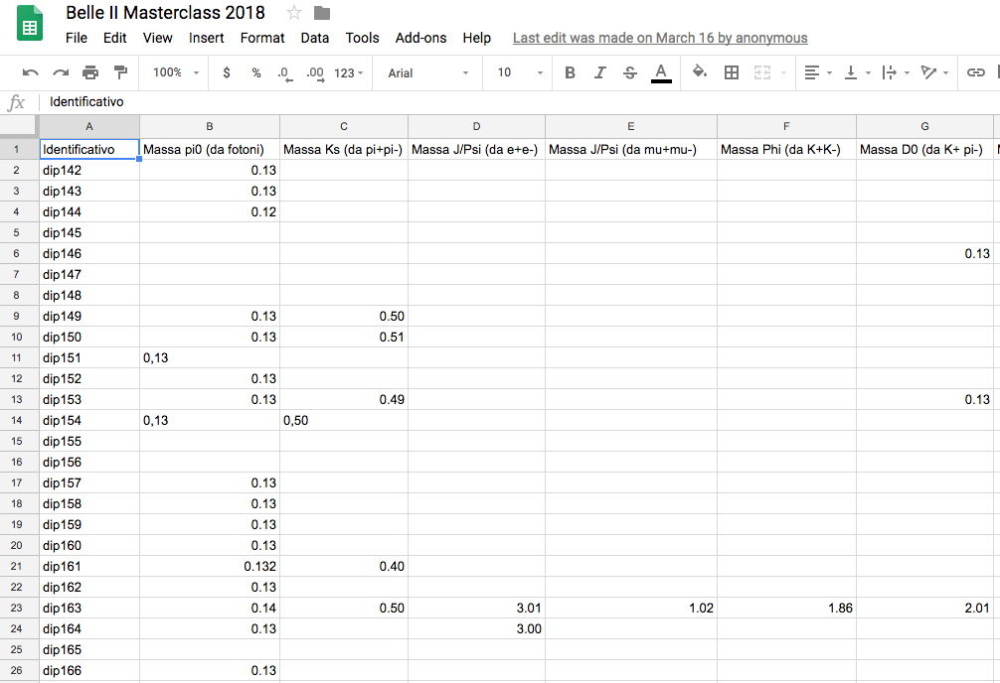 Belle II Masterclass 2018
File Edit View Insert Format Data Tools Add-ons Help Last edit was made on March 16 by anonymous
100% $ % .0 .00 123 Arial 10 B I S A
fx Identificativo
A B C D E F G
1 Identificativo Massa pi0 (da fotoni) Massa Ks (da pi+pi-) Massa J/Psi (da e+e-) Massa J/Psi (da mu+mu-) Massa Phi (da K+K-) Massa D0 (da K+ pi-)
2 dip142 0.13
3 dip143 0.13
4 dip144 0.12
5 dip145
6 dip146 0.13
7 dip147
8 dip148
9 dip149 0.13 0.50
10 dip150 0.13 0.51
11 dip151 0,13
12 dip152 0.13
13 dip153 0.13 0.49 0.13
14 dip154 0,13 0,50
15 dip155
16 dip156
17 dip157 0.13
18 dip158 0.13
19 dip159 0.13
20 dip160 0.13
21 dip161 0.132 0.40
22 dip162 0.13
23 dip163 0.14 0.50 3.01 1.02 1.86 2.01
24 dip164 0.13 3.00
25 dip165
26 dip166 0.13